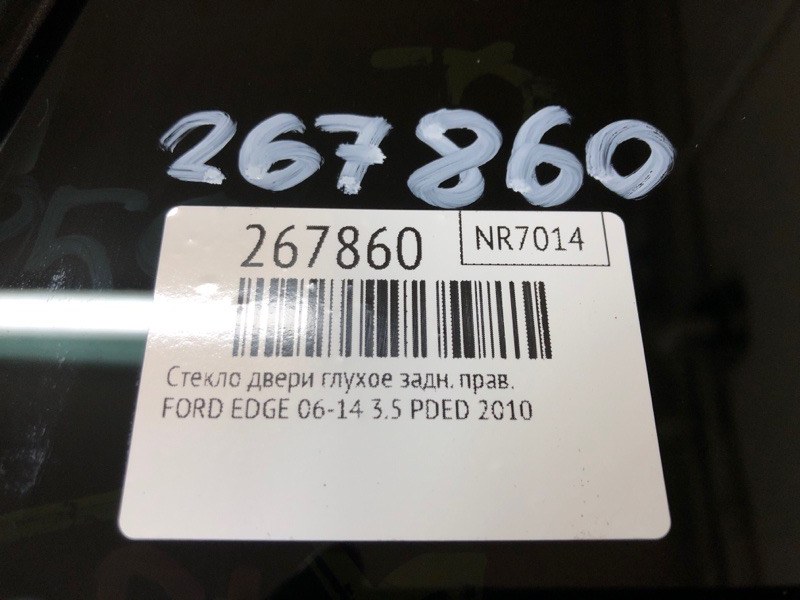 267860
267860
NR7014
Стекло двери глухое задн. прав.
FORD EDGE 06-14 3.5 PDED 2010